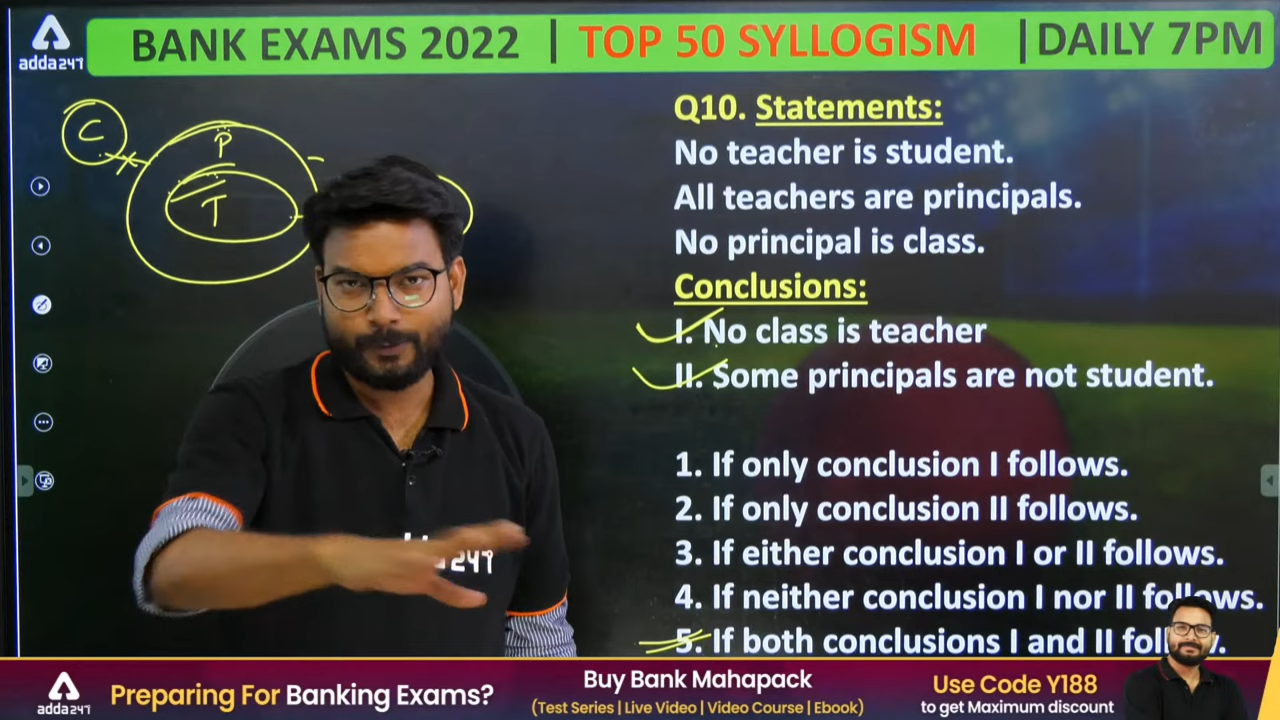 adda247
BANK EXAMS 2022 | TOP 50 SYLLOGISM | DAILY 7PM
C
P
T
Q10. Statements:
No teacher is student.
All teachers are principals.
No principal is class.
Conclusions:
I. No class is teacher
II. Some principals are not student.
1. If only conclusion I follows.
2. If only conclusion II follows.
3. If either conclusion I or II follows.
4. If neither conclusion I nor II follows.
5. If both conclusions I and II
247
adda247
Preparing For Banking Exams?
Buy Bank Mahapack
(Test Series | Live Video | Video Course | Ebook)
Use Code Y188
to get Maximum discount